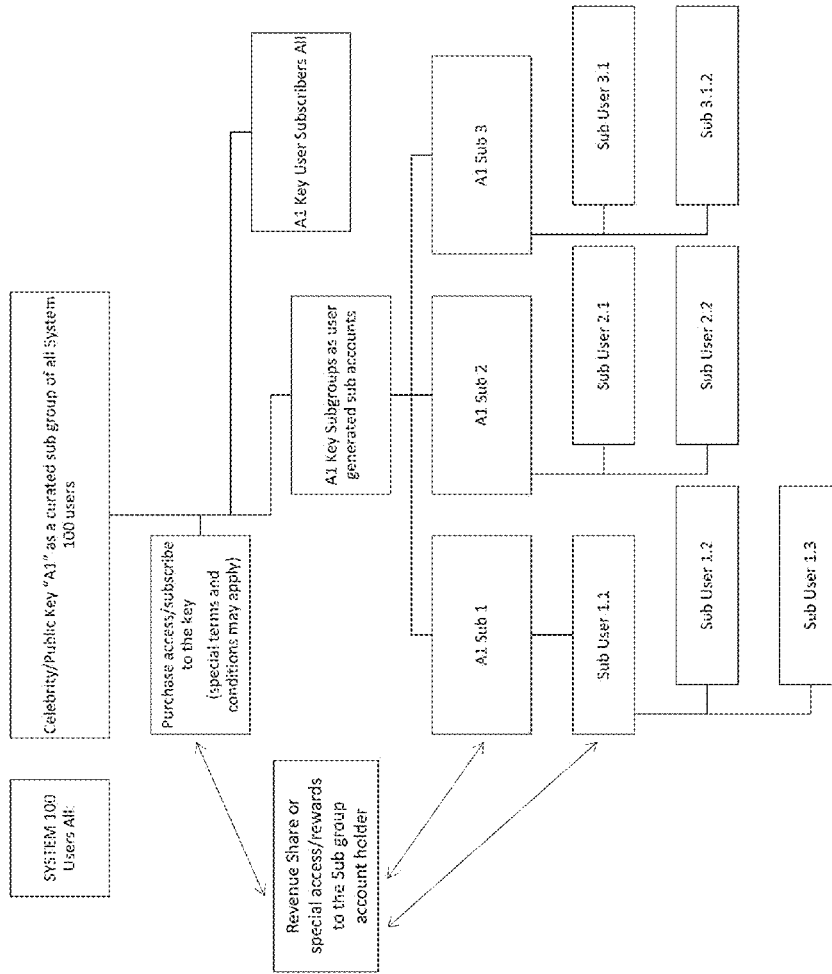 SYSTEM 100
Users All:
Celebrity/Public Key "A1" as a curated sub group of all System
100 users
Purchase access/subscribe
to the key
(special terms and
conditions may apply)
A1 Key User Subscribers All
Revenue Share or
special access/rewards
to the Sub group
account holder
A1 Key Subgroups as user
generated sub accounts
A1 Sub 1
A1 Sub 2
A1 Sub 3
Sub User 1.1
Sub User 2.1
Sub User 3.1
Sub User 1.2
Sub User 2.2
Sub 3.1.2
Sub User 1.3